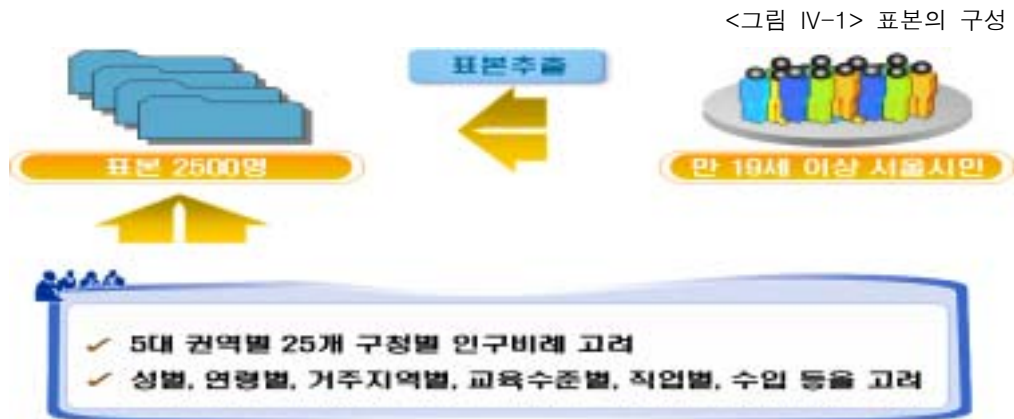 <그림 Ⅳ-1> 표본의 구성
표본추출
표본 2500명
만 19세 이상 서울시민
✓ 5대 권역별 25개 구청별 인구비례 고려
✓ 성별, 연령별, 거주지역별, 교육수준별, 직업별, 수입 등을 고려